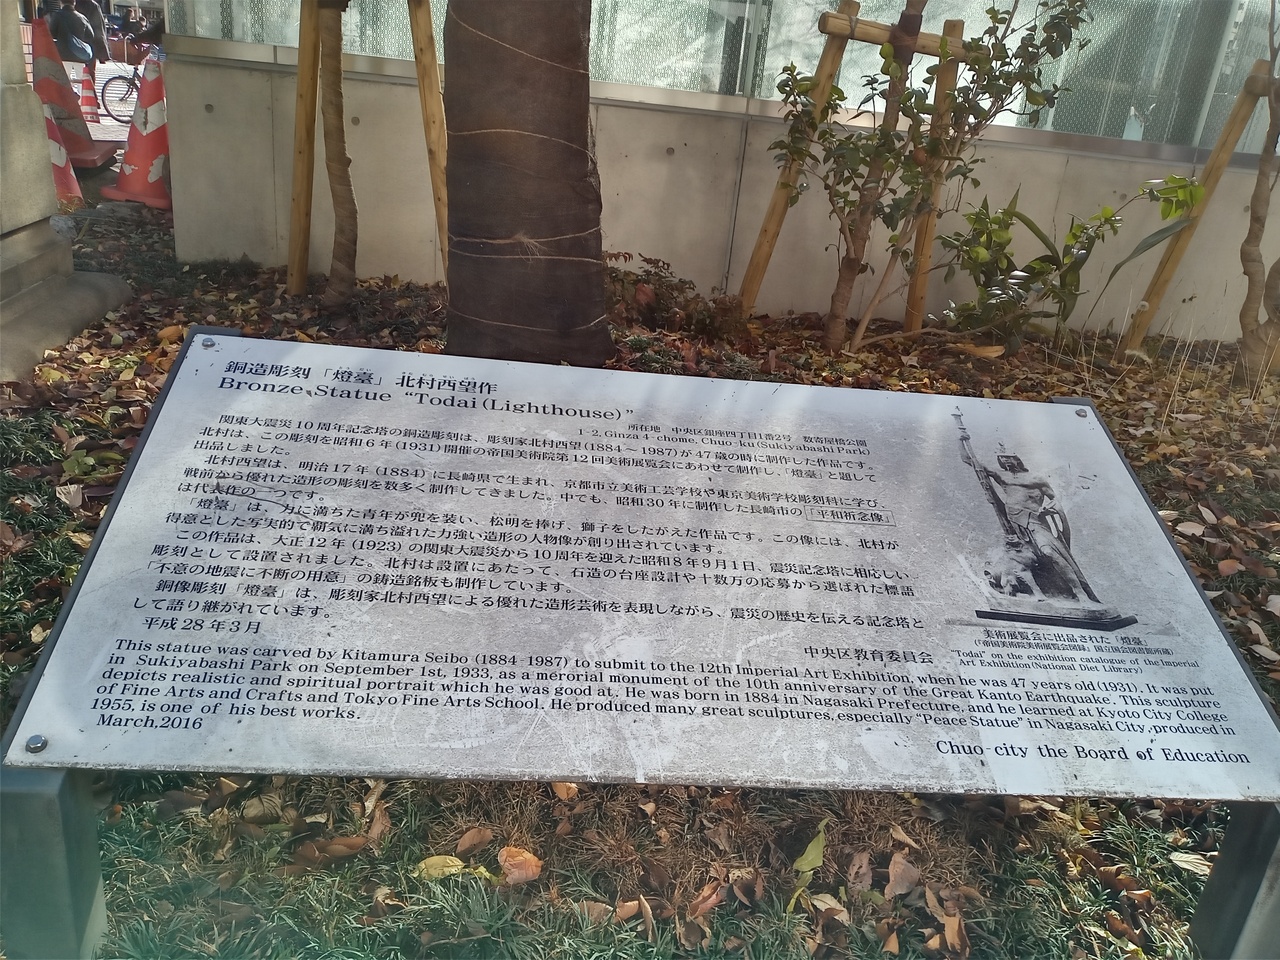 銅造彫刻「燈臺」北村西望作
Bronze Statue “Todai (Lighthouse)”
所在地 中央区銀座四丁目1番2号 数寄屋橋公園
1-2, Ginza 4-chome, Chuo-ku (Sukiyabashi Park)
関東大震災10周年記念塔の銅造彫刻は、彫刻家北村西望(1884～1987)が47歳の時に制作した作品です。
北村は、この彫刻を昭和6年(1931)開催の帝国美術院第12回美術展覧会にあわせて制作し、「燈臺」と題して
出品しました。
北村西望は、明治17年(1884)に長崎県で生まれ、京都市立美術工芸学校や東京美術学校彫刻科に学び、
戦前から優れた造形の彫刻を数多く制作してきました。中でも、昭和30年に制作した長崎市の「平和祈念像」
は代表作の一つです。
「燈臺」は、力に満ちた青年が兜を装い、松明を捧げ、獅子をしたがえた作品です。この像には、北村が
得意とした写実的で覇気に満ち溢れた力強い造形の人物像が創り出されています。
この作品は、大正12年(1923)の関東大震災から10周年を迎えた昭和8年9月1日、震災記念塔に相応しい
彫刻として設置されました。北村は設置にあたって、石造の台座設計や十数万の応募から選ばれた標語
「不意の地震に不断の用意」の鋳造銘板も制作しています。
銅像彫刻「燈臺」は、彫刻家北村西望による優れた造形芸術を表現しながら、震災の歴史を伝える記念塔と
して語り継がれています。
平成28年3月
中央区教育委員会
美術展覧会に出品された「燈臺」
(『帝国美術院美術展覧会図録』国立国会図書館所蔵)
"Todai" on the exhibition catalogue of the Imperial
Art Exhibition (National Diet Library)
This statue was carved by Kitamura Seibo (1884-1987) to submit to the 12th Imperial Art Exhibition, when he was 47 years old (1931). It was put
in Sukiyabashi Park on September 1st, 1933, as a memorial monument of the 10th anniversary of the Great Kanto Earthquake. This sculpture
depicts realistic and spiritual portrait which he was good at. He was born in 1884 in Nagasaki Prefecture, and he learned at Kyoto City College
of Fine Arts and Crafts and Tokyo Fine Arts School. He produced many great sculptures, especially “Peace Statue” in Nagasaki City, produced in
1955, is one of his best works.
March,2016
Chuo-city the Board of Education